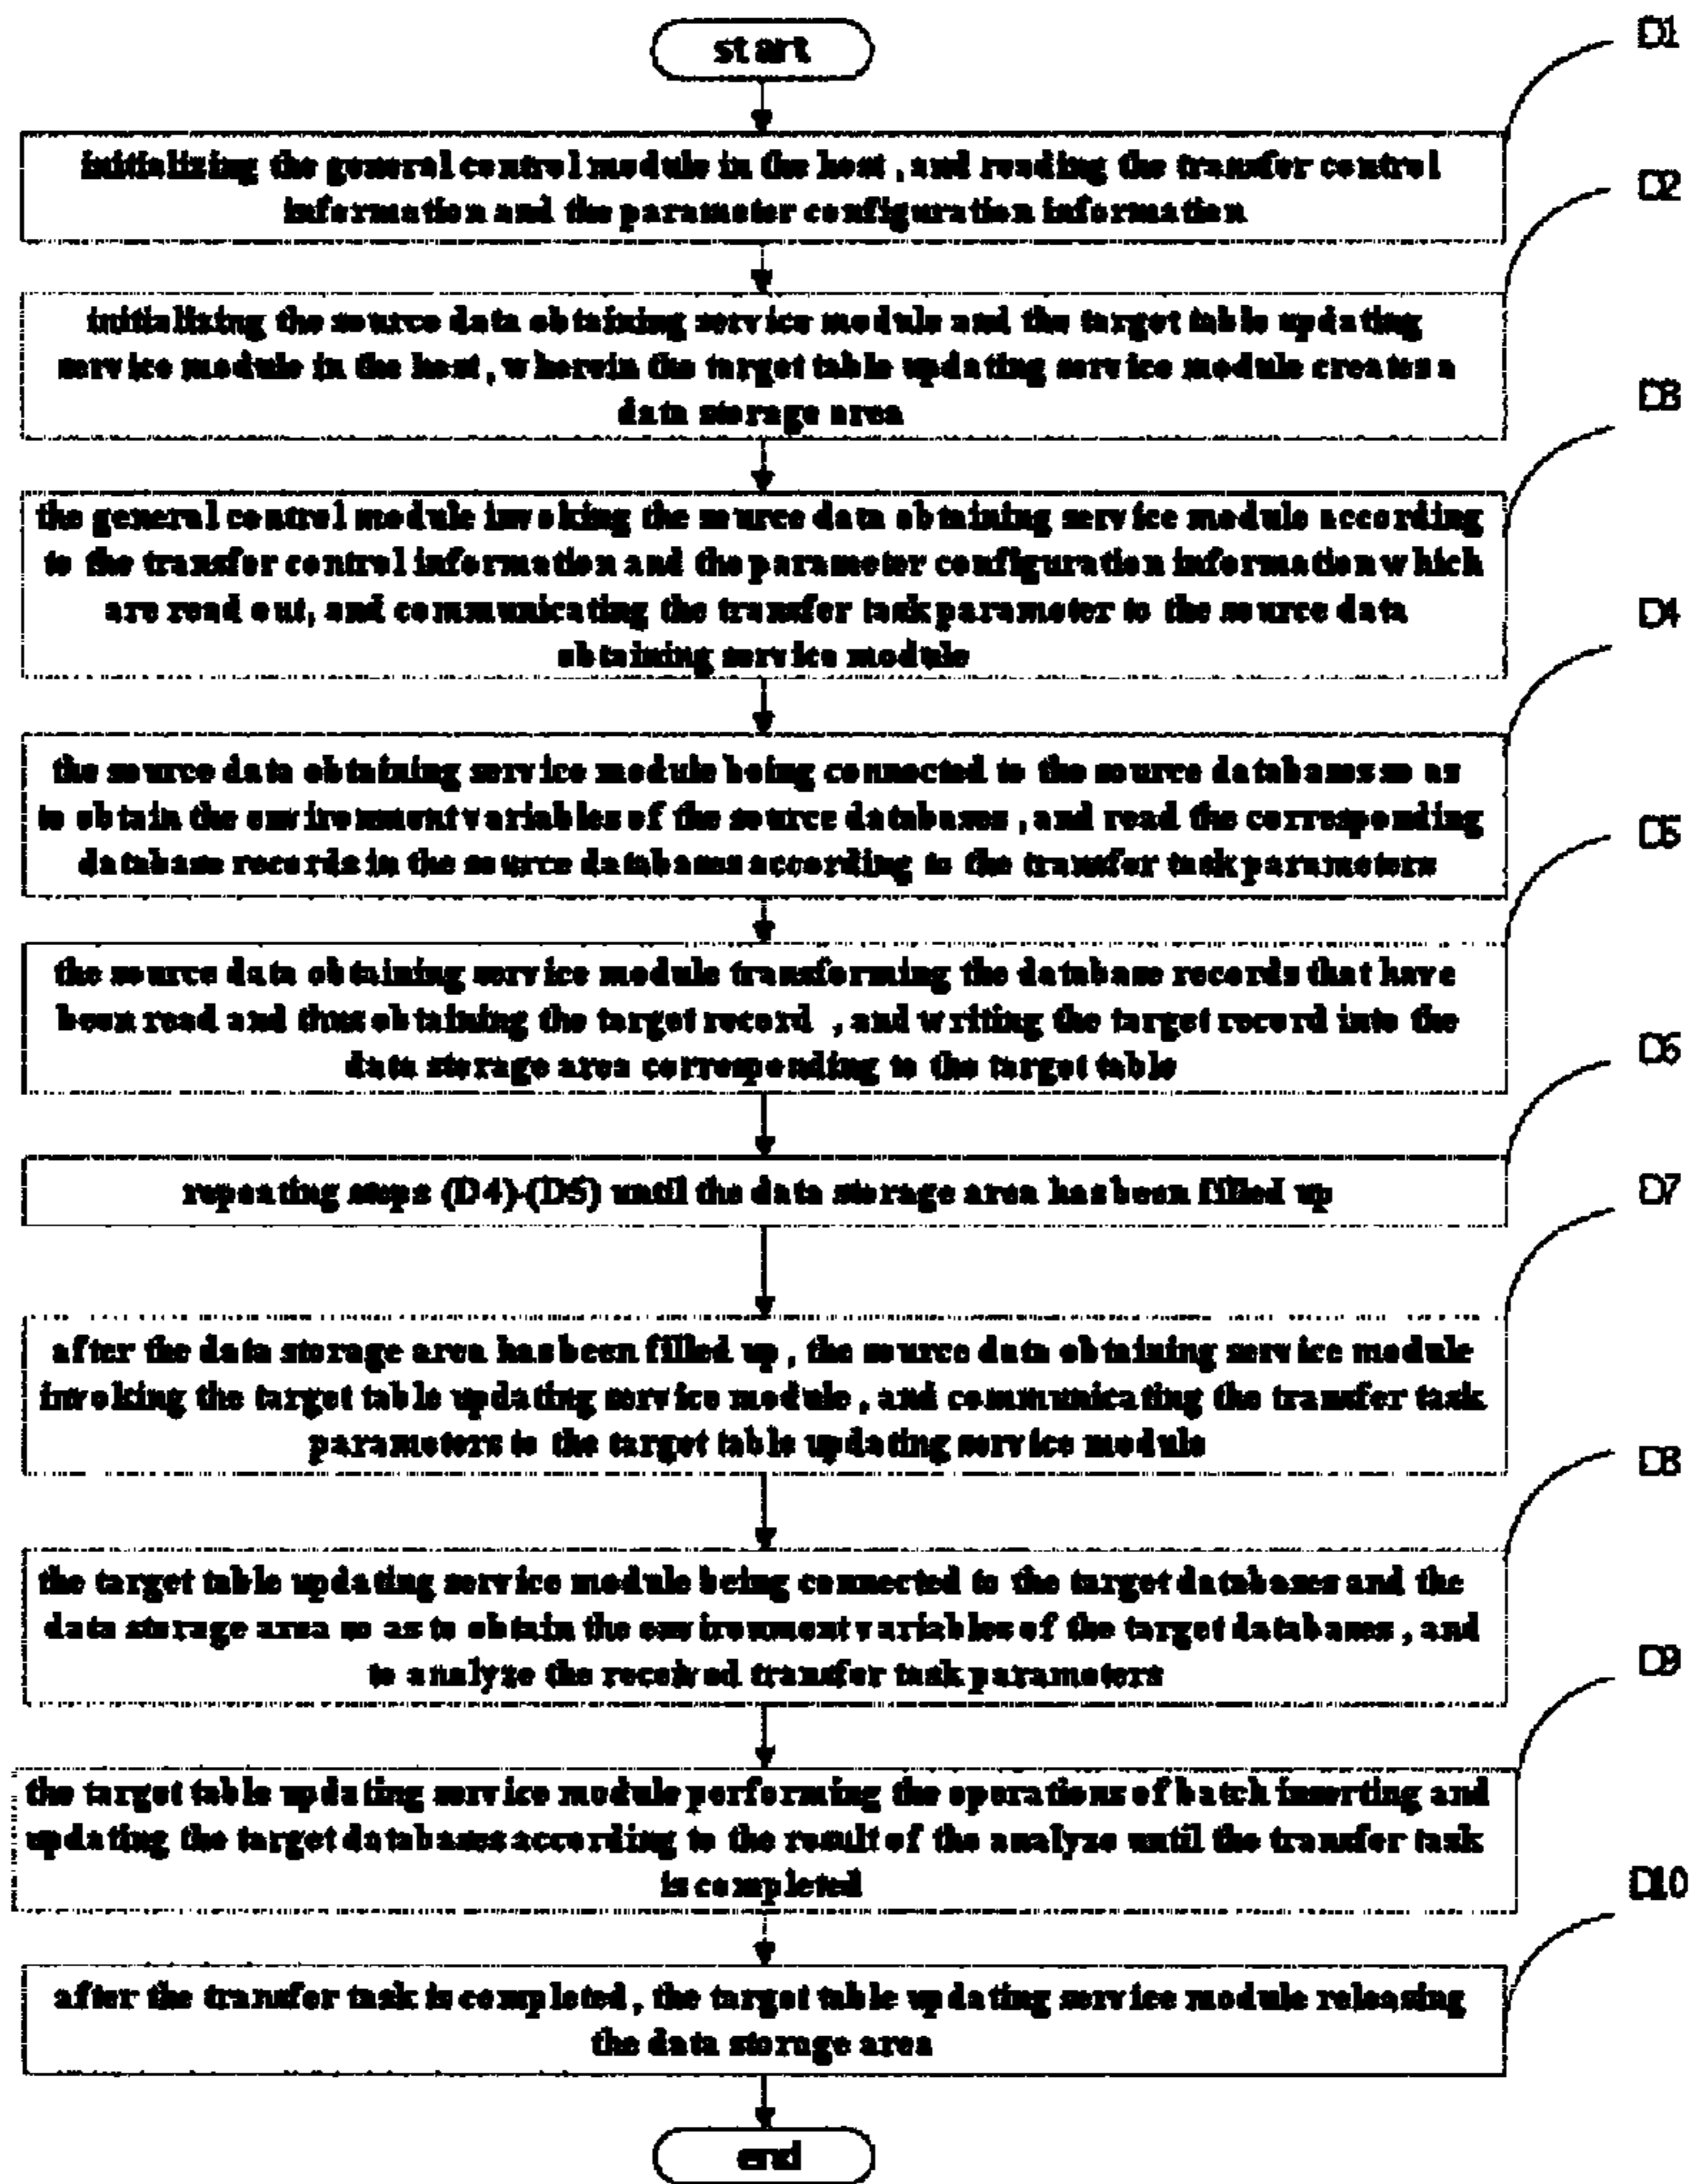 start
D1
initializing the general control module in the host, and reading the transfer control
information and the parameter configuration information
D2
initializing the source data obtaining service module and the target table updating
service module in the host, wherein the target table updating service module creates a
data storage area
D3
the general control module invoking the source data obtaining service module according
to the transfer control information and the parameter configuration information which
are read out, and communicating the transfer task parameter to the source data
obtaining service module
D4
the source data obtaining service module being connected to the source databases so as
to obtain the environment variables of the source databases, and read the corresponding
database records in the source databases according to the transfer task parameters
D5
the source data obtaining service module transforming the database records that have
been read and thus obtaining the target record , and writing the target record into the
data storage area corresponding to the target table
D6
repeating steps (D4)-(D5) until the data storage area has been filled up
D7
after the data storage area has been filled up, the source data obtaining service module
invoking the target table updating service module, and communicating the transfer task
parameters to the target table updating service module
D8
the target table updating service module being connected to the target databases and the
data storage area so as to obtain the environment variables of the target databases, and
to analyze the received transfer task parameters
D9
the target table updating service module performing the operations of batch inserting and
updating the target databases according to the result of the analyze until the transfer task
is completed
D10
after the transfer task is completed, the target table updating service module releasing
the data storage area
end